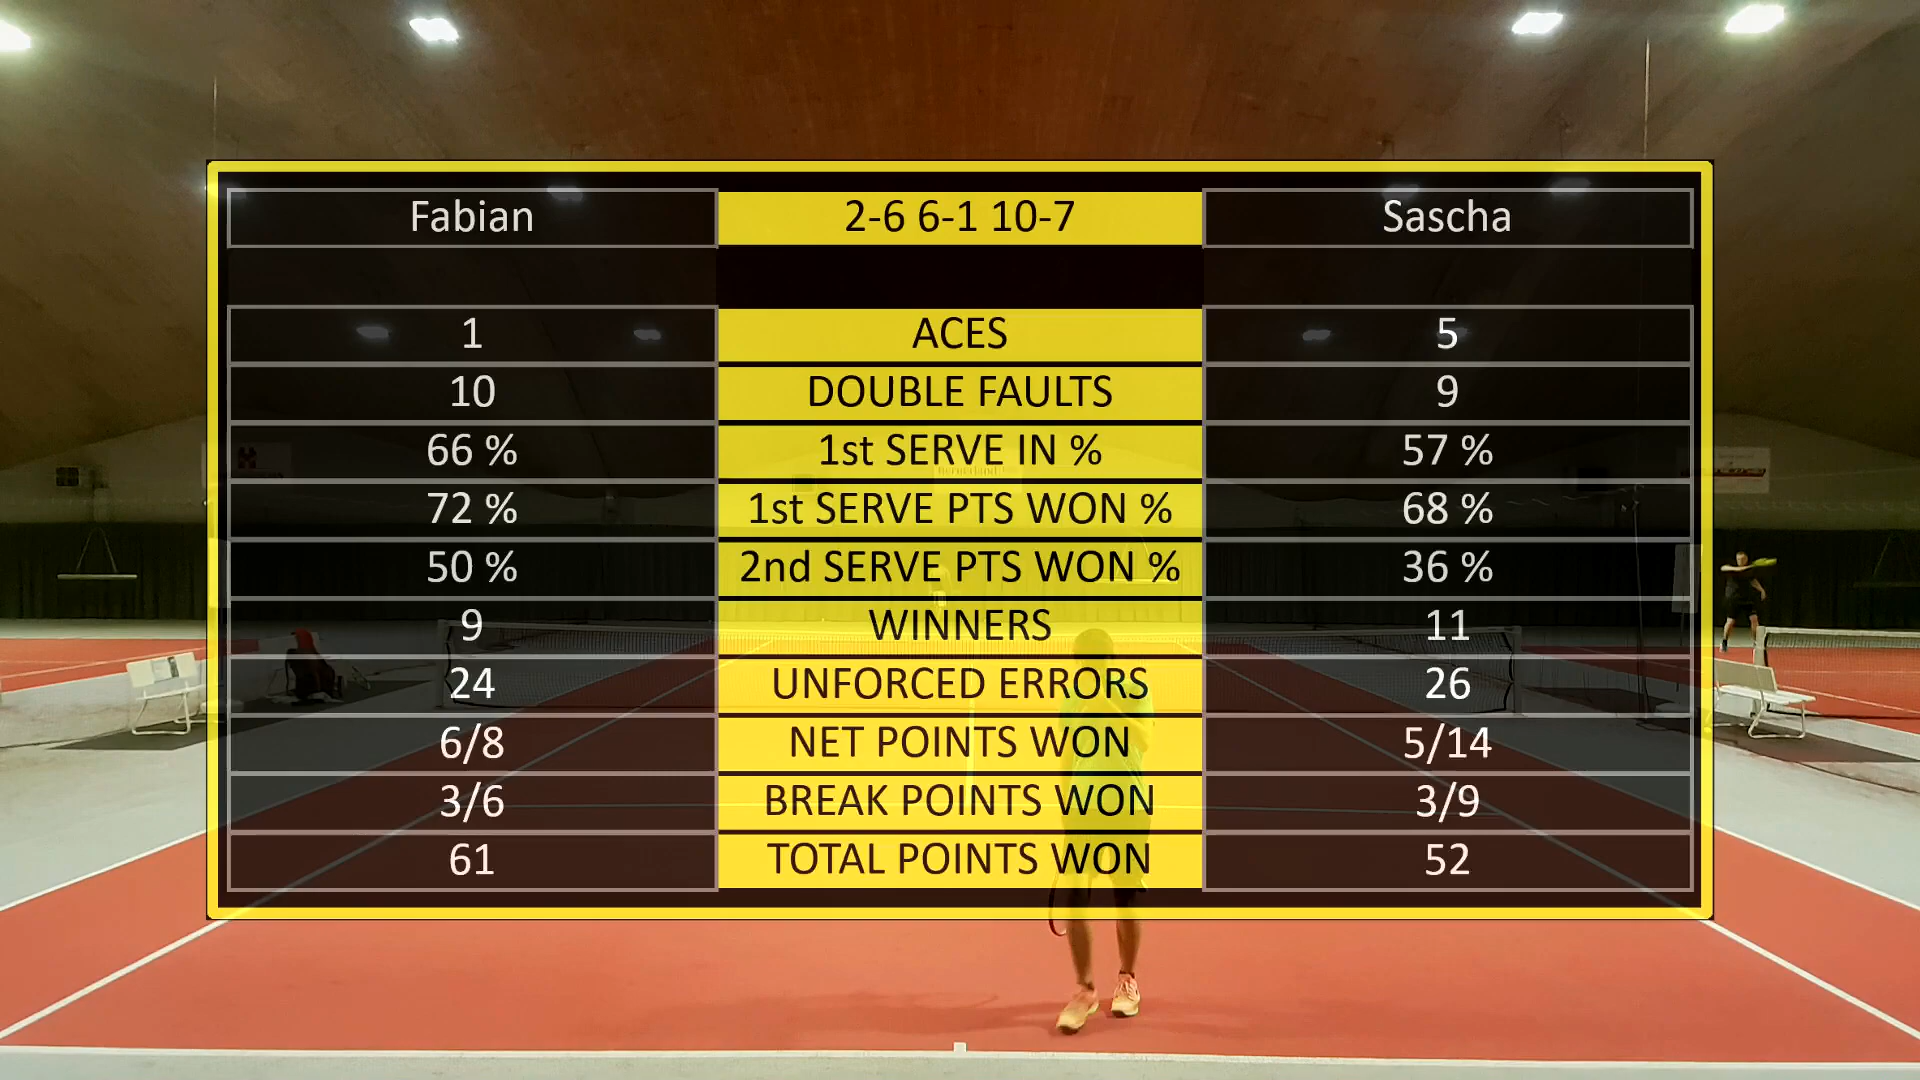 Fabian 2-6 6-1 10-7 Sascha
1 ACES 5
10 DOUBLE FAULTS 9
66 % 1st SERVE IN % 57 %
72 % 1st SERVE PTS WON % 68 %
50 % 2nd SERVE PTS WON % 36 %
9 WINNERS 11
24 UNFORCED ERRORS 26
6/8 NET POINTS WON 5/14
3/6 BREAK POINTS WON 3/9
61 TOTAL POINTS WON 52